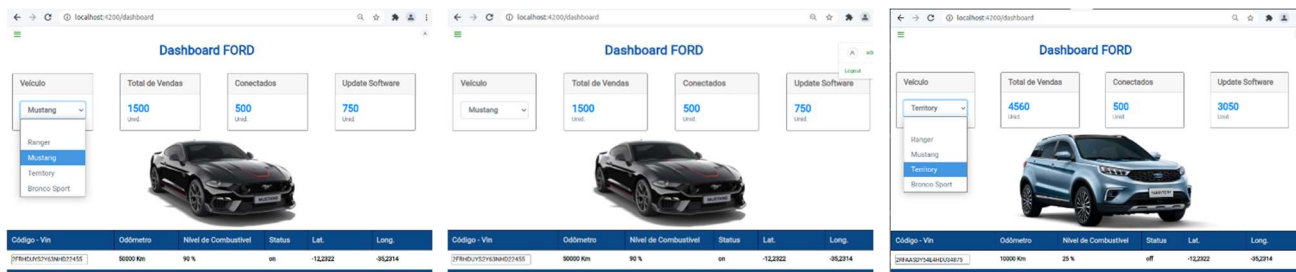 localhost:4200/dashboard
Dashboard FORD
Veículo
Mustang
Ranger
Mustang
Territory
Bronco Sport
Total de Vendas
1500
Unid.
Conectados
500
Unid.
Update Software
750
Unid.
MUSTANG
Código - Vin Odômetro Nível de Combustível Status Lat. Long.
2FRHDUYS2Y63NHD22455 50000 Km 90 % on -12,2322 -35,2314
localhost:4200/dashboard
Dashboard FORD
Logout
Veículo
Mustang
Total de Vendas
1500
Unid.
Conectados
500
Unid.
Update Software
750
Unid.
MUSTANG
Código - Vin Odômetro Nível de Combustível Status Lat. Long.
2FRHDUYS2Y63NHD22455 50000 Km 90 % on -12,2322 -35,2314
localhost:4200/dashboard
Dashboard FORD
Veículo
Territory
Ranger
Mustang
Territory
Bronco Sport
Total de Vendas
4560
Unid.
Conectados
500
Unid.
Update Software
3050
Unid.
Código - Vin Odômetro Nível de Combustível Status Lat. Long.
10000 Km 25 % off -12,2322 -35,2314